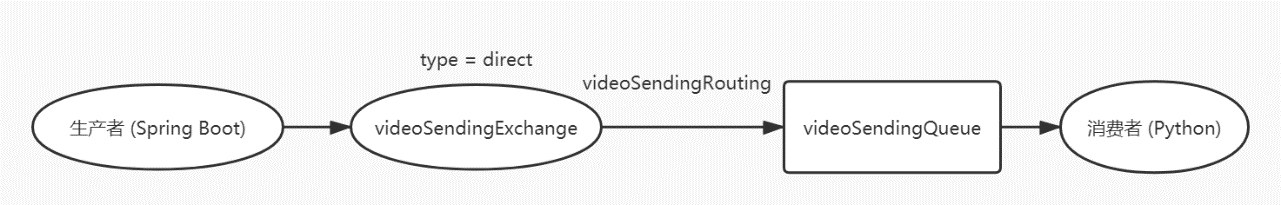 type = direct
videoSendingRouting
生产者 (Spring Boot)
videoSendingExchange
videoSendingQueue
消费者 (Python)